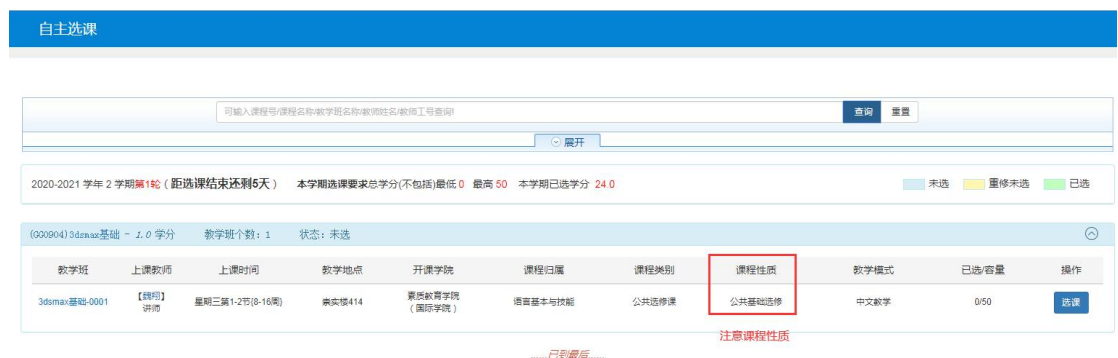 自主选课
可输入课程号/课程名称/教学班名称/教师姓名/教师工号查询!
查询 重置
展开
2020-2021 学年 2 学期第1轮（距选课结束还剩5天） 本学期选课要求总学分(不包括)最低 0 最高 50 本学期已选学分 24.0 未选 重修未选 已选
(GG0904)3dsmax基础 - 1.0 学分 教学班个数：1 状态：未选
教学班 上课教师 上课时间 教学地点 开课学院 课程归属 课程类别 课程性质 教学模式 已选/容量 操作
3dsmax基础-0001 【魏翔】 讲师 星期三第1-2节{8-16周} 崇实楼414 素质教育学院（国际学院） 语言基本与技能 公共选修课 公共基础选修 中文教学 0/50 选课
注意课程性质
......已到最后......